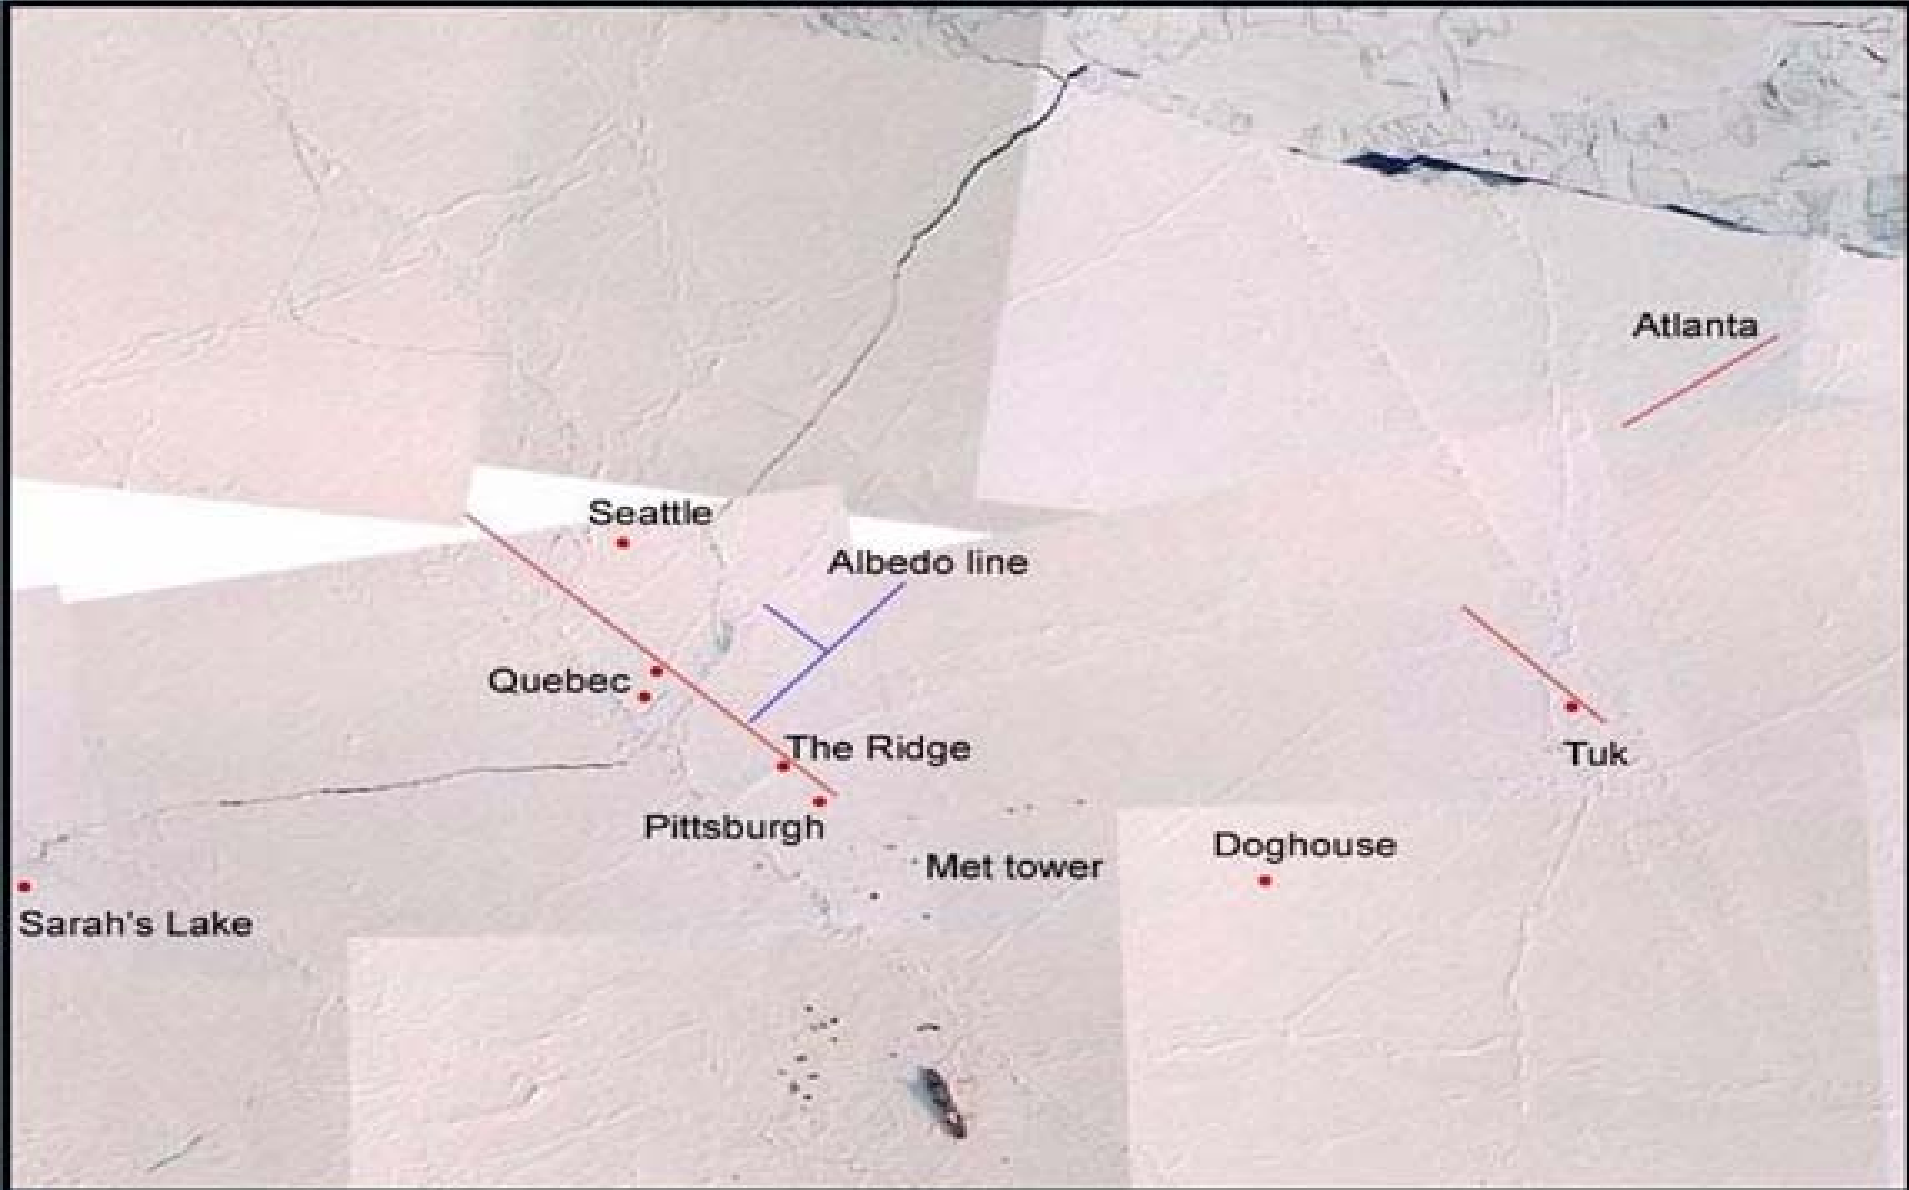 Atlanta
Seattle
Albedo line
Quebec
The Ridge
Tuk
Pittsburgh
Doghouse
Met tower
Sarah's Lake